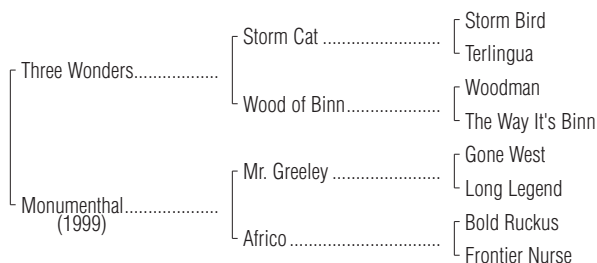 Storm Bird
Storm Cat ........................
Terlingua
Three Wonders.................
Woodman
Wood of Binn...................
The Way It's Binn
Gone West
Mr. Greeley ......................
Long Legend
Monumenthal...................
(1999)
Bold Ruckus
Africo ...............................
Frontier Nurse